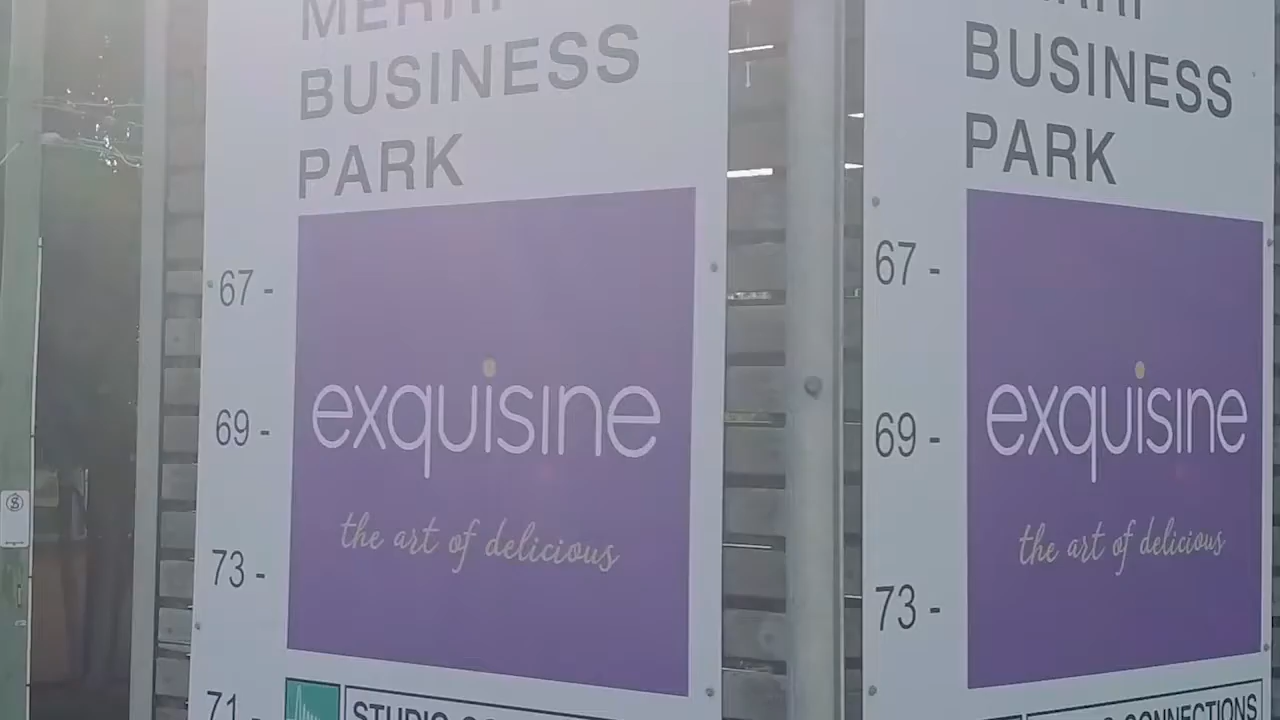 MERRI
BUSINESS
PARK
67 -
69 -
73 -
71 -
exquisine
the art of delicious
STUDIO
BUSINESS
PARK
67 -
69 -
73 -
exquisine
the art of delicious
CONNECTIONS